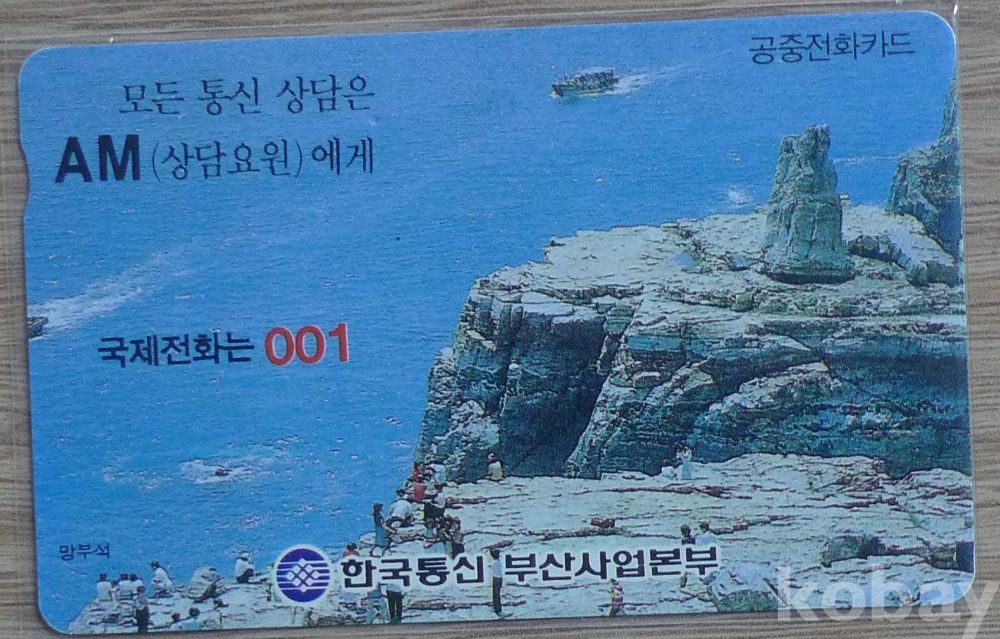 공중전화카드
모든 통신 상담은
AM (상담요원)에게
국제전화는 001
망부석
한국통신 부산사업본부
kobay